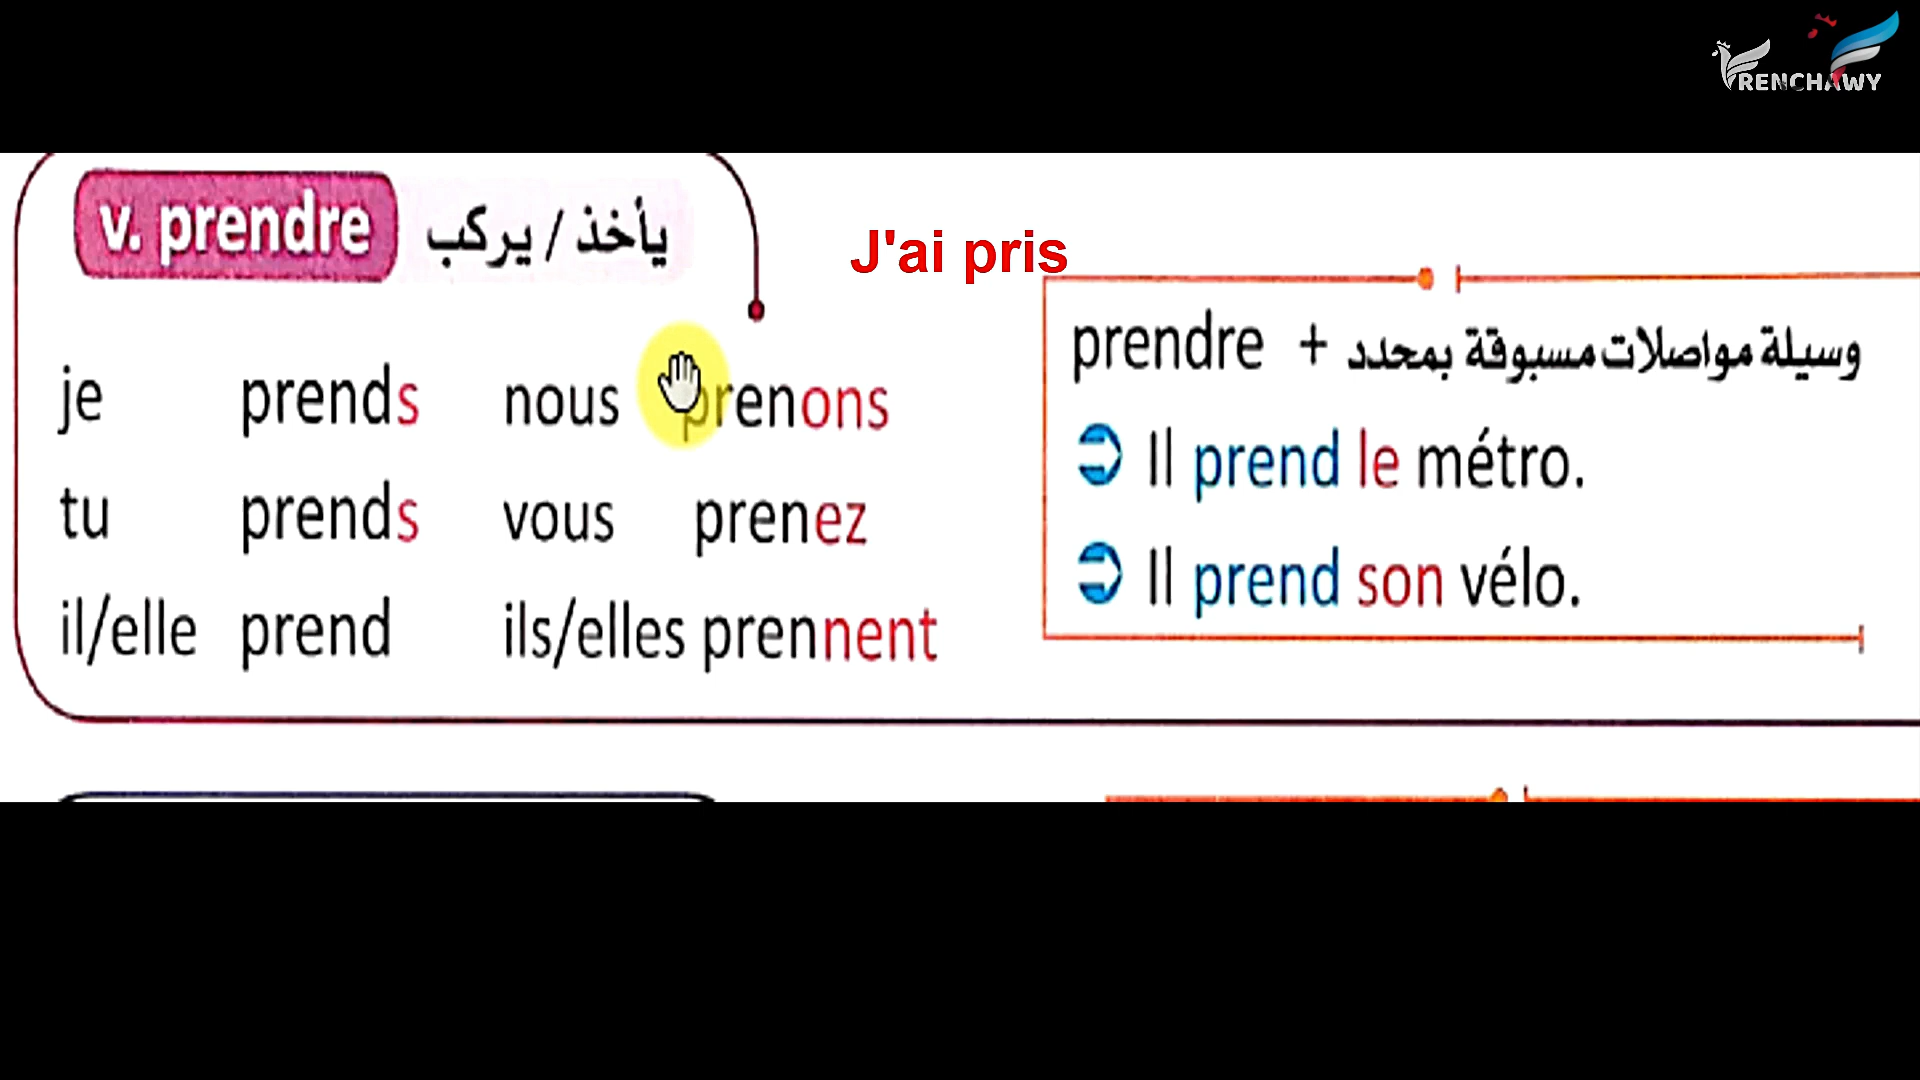 FRENCHAWY
v. prendre يأخذ / يركب
J'ai pris
je prends nous prenons
tu prends vous prenez
il/elle prend ils/elles prennent
prendre + وسيلة مواصلات مسبوقة بمحدد
Il prend le métro.
Il prend son vélo.